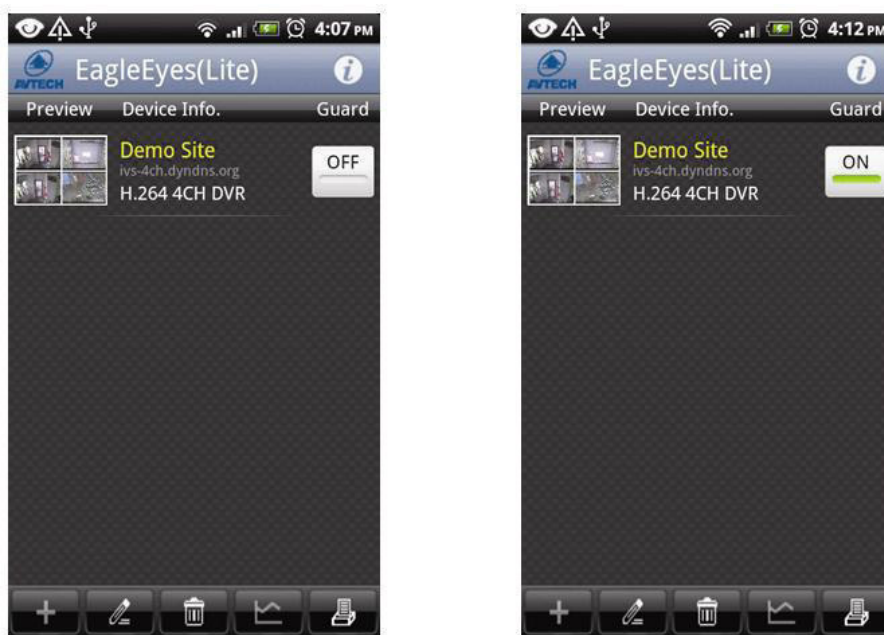 4:07 PM
AVTECH EagleEyes(Lite)
Preview Device Info. Guard
Demo Site
ivs-4ch.dyndns.org
H.264 4CH DVR
OFF
4:12 PM
AVTECH EagleEyes(Lite)
Preview Device Info. Guard
Demo Site
ivs-4ch.dyndns.org
H.264 4CH DVR
ON